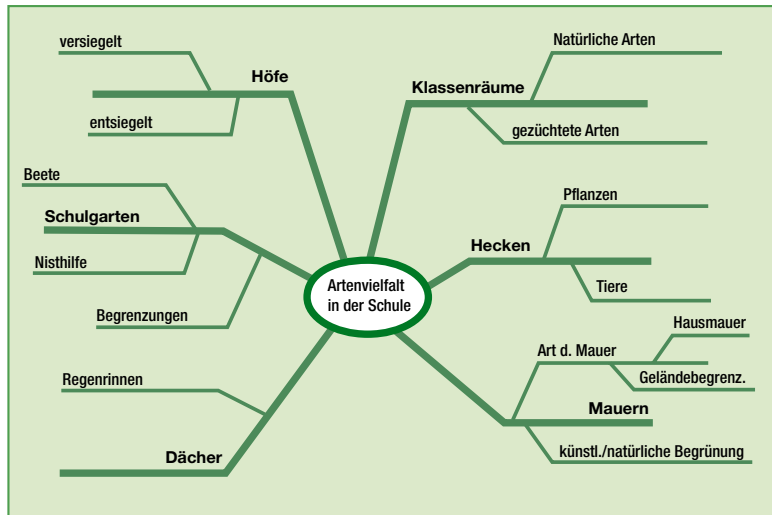 versiegelt
Höfe
entsiegelt
Beete
Schulgarten
Nisthilfe
Begrenzungen
Regenrinnen
Dächer
Artenvielfalt
in der Schule
Natürliche Arten
Klassenräume
gezüchtete Arten
Pflanzen
Hecken
Tiere
Hausmauer
Art d. Mauer
Geländebegrenz.
Mauern
künstl./natürliche Begrünung